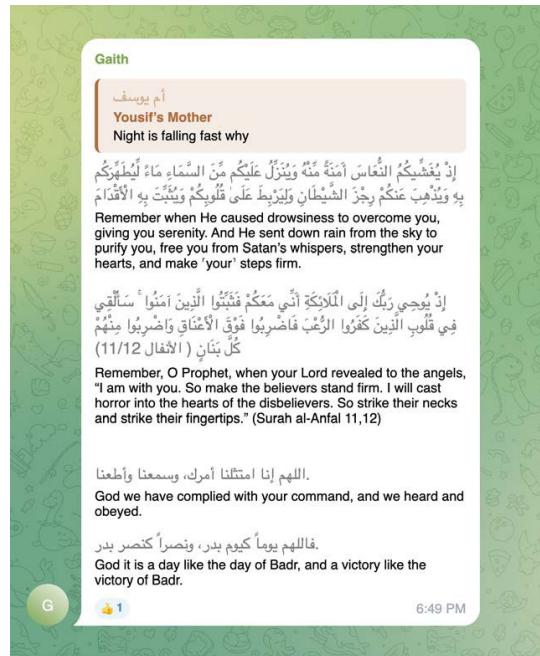 Gaith
أم يوسف
Yousif's Mother
Night is falling fast why
إِذْ يُغَشِّيكُمُ النُّعَاسَ أَمَنَةً مِّنْهُ وَيُنَزِّلُ عَلَيْكُم مِّنَ السَّمَاءِ مَاءً لِّيُطَهِّرَكُم
بِهِ وَيُذْهِبَ عَنكُمْ رِجْزَ الشَّيْطَانِ وَلِيَرْبِطَ عَلَىٰ قُلُوبِكُمْ وَيُثَبِّتَ بِهِ الْأَقْدَامَ
Remember when He caused drowsiness to overcome you,
giving you serenity. And He sent down rain from the sky to
purify you, free you from Satan's whispers, strengthen your
hearts, and make ˹your˺ steps firm.
إِذْ يُوحِي رَبُّكَ إِلَى الْمَلَائِكَةِ أَنِّي مَعَكُمْ فَثَبِّتُوا الَّذِينَ آمَنُوا ۚ سَأُلْقِي
فِي قُلُوبِ الَّذِينَ كَفَرُوا الرُّعْبَ فَاضْرِبُوا فَوْقَ الْأَعْنَاقِ وَاضْرِبُوا مِنْهُمْ
كُلَّ بَنَانٍ ( الأنفال 11/12)
Remember, O Prophet, when your Lord revealed to the angels,
“I am with you. So make the believers stand firm. I will cast
horror into the hearts of the disbelievers. So strike their necks
and strike their fingertips.” (Surah al-Anfal 11,12)
اللهم إنا امتثلنا أمرك، وسمعنا وأطعنا.
God we have complied with your command, and we heard and
obeyed.
فاللهم يوماً كيوم بدر، ونصراً كنصر بدر.
God it is a day like the day of Badr, and a victory like the
victory of Badr.
G
👍 1
6:49 PM